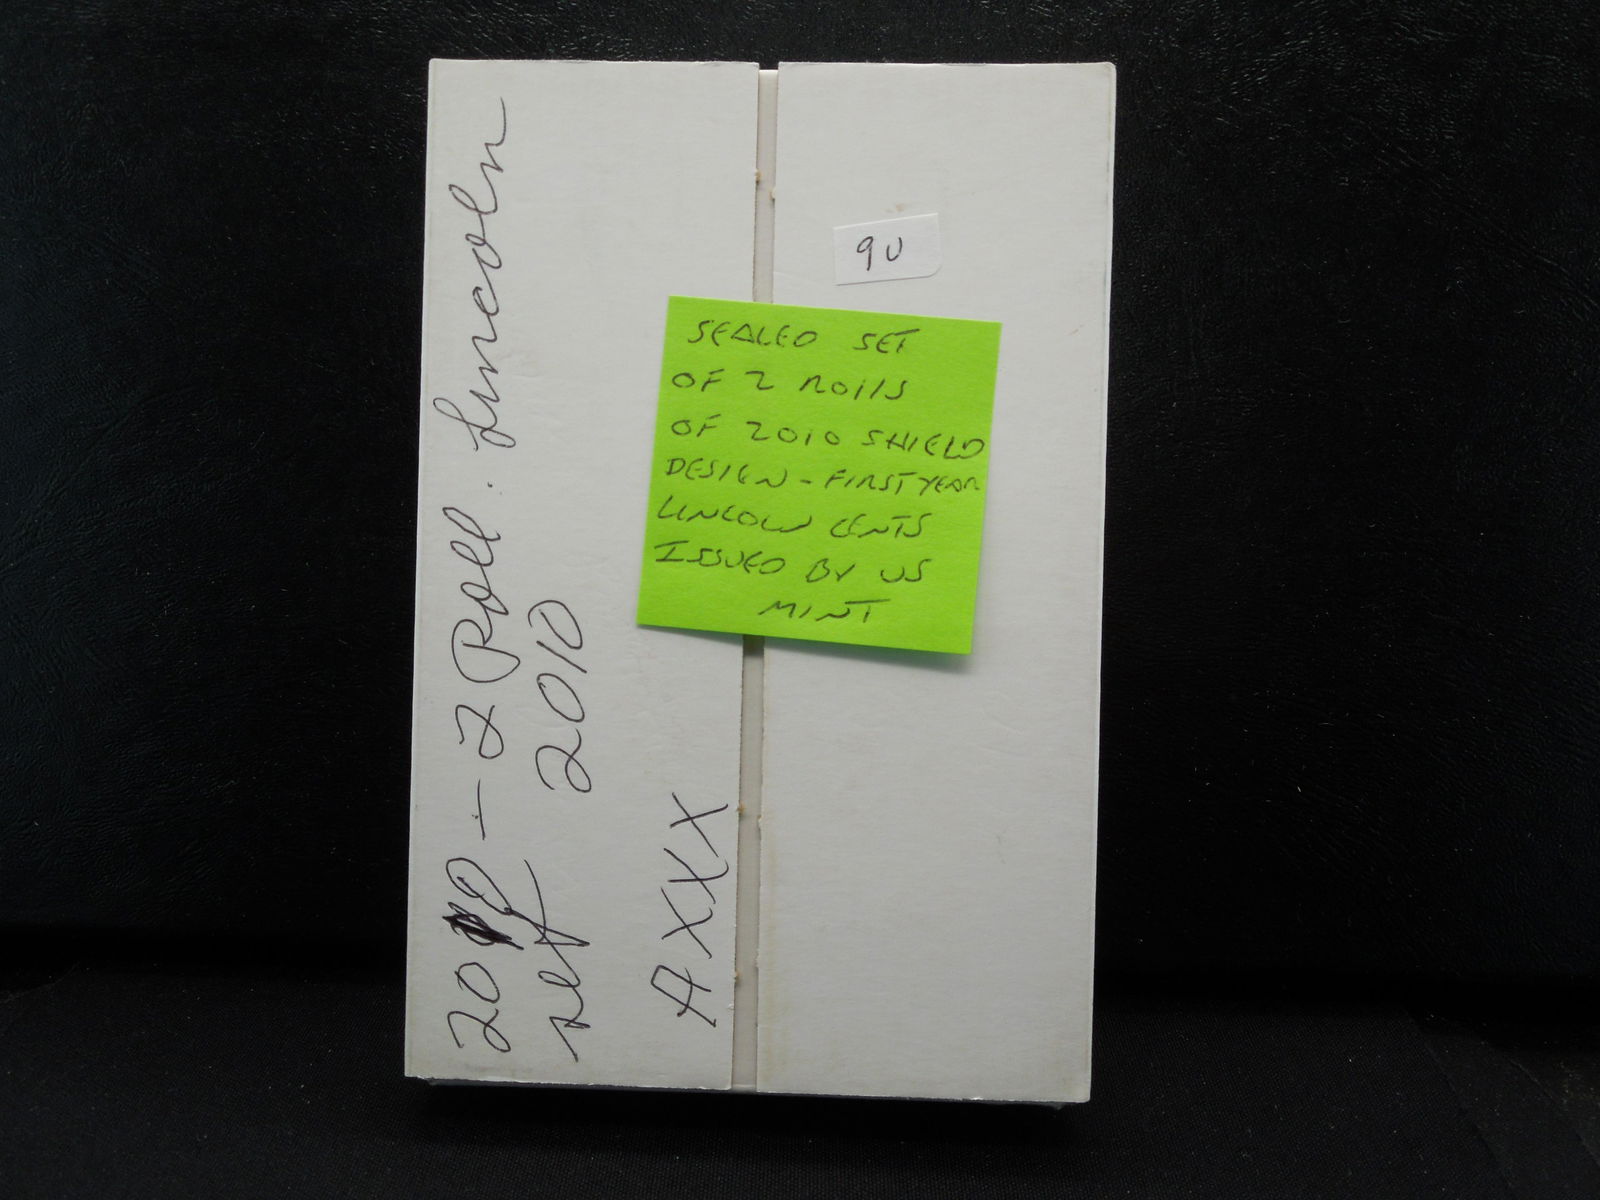 2010 - 2 Roll. Lincoln
set 2010
AXXX
9U
SEALED SET
OF 2 ROllS
OF 2010 SHIELD
DESIGN - FIRST YEAR
LINCOLN CENTS
ISSUED BY US
MINT